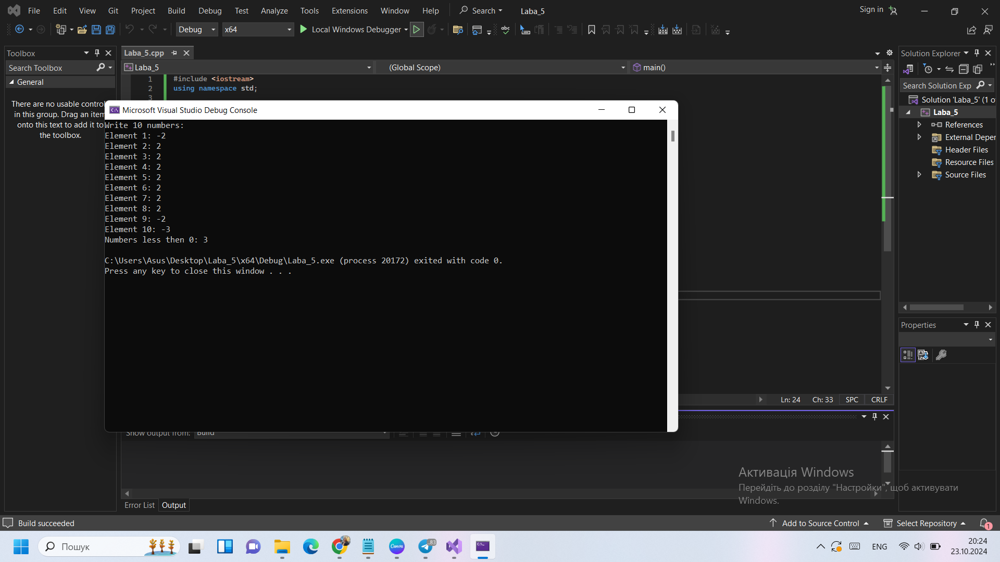 File Edit View Git Project Build Debug Test Analyze Tools Extensions Window Help Search Laba_5 Sign in
Debug x64 Local Windows Debugger
Toolbox
Search Toolbox
General
There are no usable control
in this group. Drag an item
onto this text to add it to
the toolbox.
Laba_5.cpp
Laba_5 (Global Scope) main()
1 #include <iostream>
2 using namespace std;
3
Microsoft Visual Studio Debug Console
Write 10 numbers:
Element 1: -2
Element 2: 2
Element 3: 2
Element 4: 2
Element 5: 2
Element 6: 2
Element 7: 2
Element 8: 2
Element 9: -2
Element 10: -3
Numbers less then 0: 3
C:\Users\Asus\Desktop\Laba_5\x64\Debug\Laba_5.exe (process 20172) exited with code 0.
Press any key to close this window . . .
Ln: 24 Ch: 33 SPC CRLF
Show output from: Build
Error List Output
Solution Explorer
Search Solution Exp
Solution 'Laba_5' (1 o
Laba_5
References
External Deper
Header Files
Resource Files
Source Files
Properties
Активація Windows
Перейдіть до розділу "Настройки", щоб активувати
Windows.
Build succeeded Add to Source Control Select Repository 1
Пошук Canva 83 ENG 20:24
23.10.2024